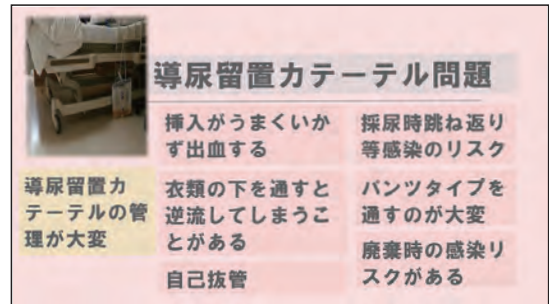 導尿留置カテーテル問題
挿入がうまくいか
ず出血する
採尿時跳ね返り
等感染のリスク
導尿留置カ
テーテルの管
理が大変
衣類の下を通すと
逆流してしまうこ
とがある
パンツタイプを
通すのが大変
自己抜管
廃棄時の感染リ
スクがある